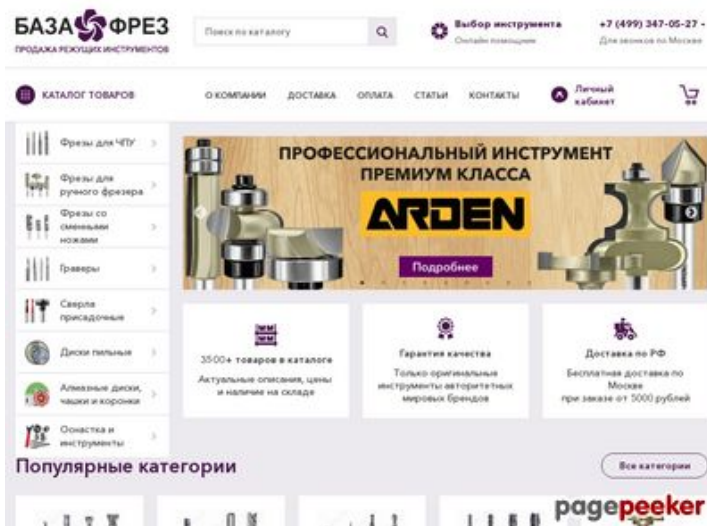 БАЗА ФРЕЗ
ПРОДАЖА РЕЖУЩИХ ИНСТРУМЕНТОВ
Поиск по каталогу
Выбор инструмента
Онлайн помощник
+7 (499) 347-05-27 -
Для звонков по Москве
КАТАЛОГ ТОВАРОВ
О КОМПАНИИ
ДОСТАВКА
ОПЛАТА
СТАТЬИ
КОНТАКТЫ
Личный
кабинет
Фрезы для ЧПУ
Фрезы для
ручного фрезера
Фрезы со
сменными
ножами
Граверы
Сверла
присадочные
Диски пильные
Алмазные диски,
чашки и коронки
Оснастка и
инструменты
ПРОФЕССИОНАЛЬНЫЙ ИНСТРУМЕНТ
ПРЕМИУМ КЛАССА
ARDEN
Подробнее
3500+ товаров в каталоге
Актуальные описания, цены
и наличие на складе
Гарантия качества
Только оригинальные
инструменты авторитетных
мировых брендов
Доставка по РФ
Бесплатная доставка по
Москве
при заказе от 5000 рублей
Популярные категории
Все категории
pagepeeker